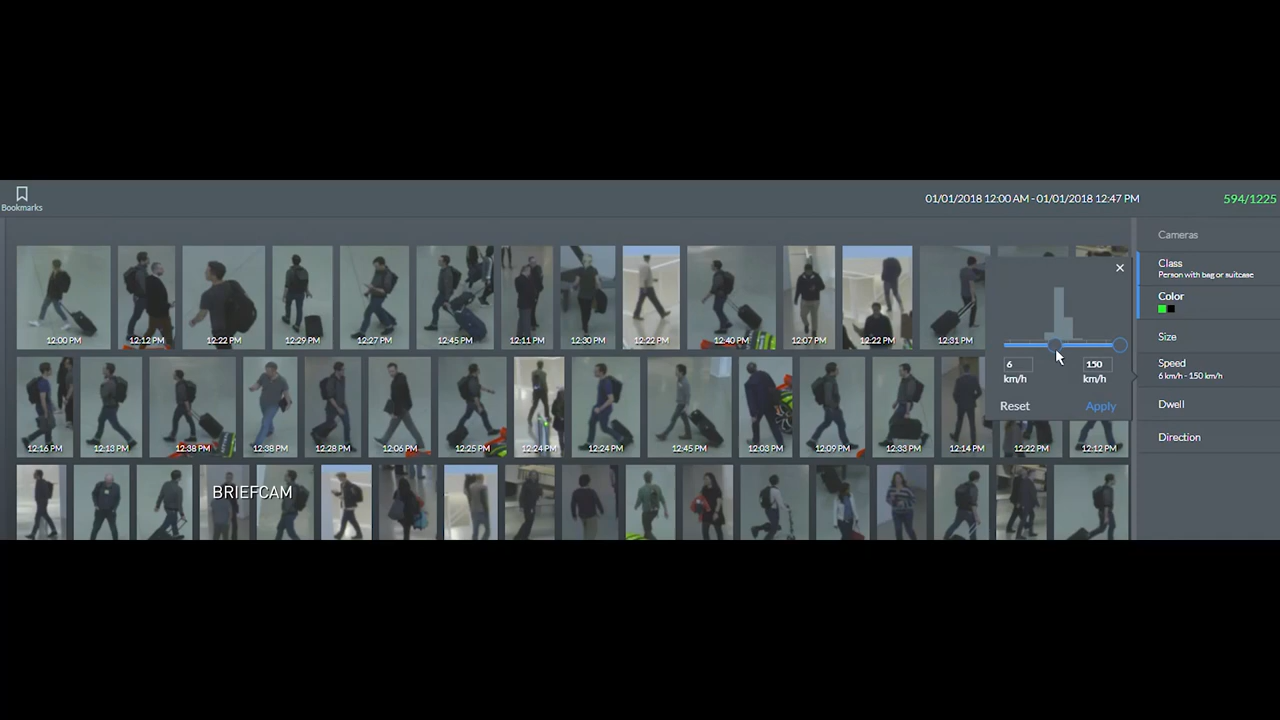 Bookmarks
01/01/2018 12:00 AM - 01/01/2018 12:47 PM
594/1225
12:00 PM
12:12 PM
12:22 PM
12:29 PM
12:27 PM
12:45 PM
12:11 PM
12:30 PM
12:22 PM
12:40 PM
12:07 PM
12:22 PM
12:31 PM
12:16 PM
12:13 PM
12:38 PM
12:38 PM
12:28 PM
12:06 PM
12:25 PM
12:24 PM
12:24 PM
12:45 PM
12:03 PM
12:09 PM
12:33 PM
12:14 PM
12:22 PM
12:12 PM
BRIEFCAM
6
150
km/h
km/h
Reset
Apply
Cameras
Class
Person with bag or suitcase
Color
Size
Speed
6 km/h - 150 km/h
Dwell
Direction